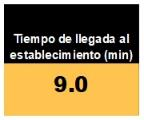 Tiempo de llegada al
establecimiento (min)
9.0